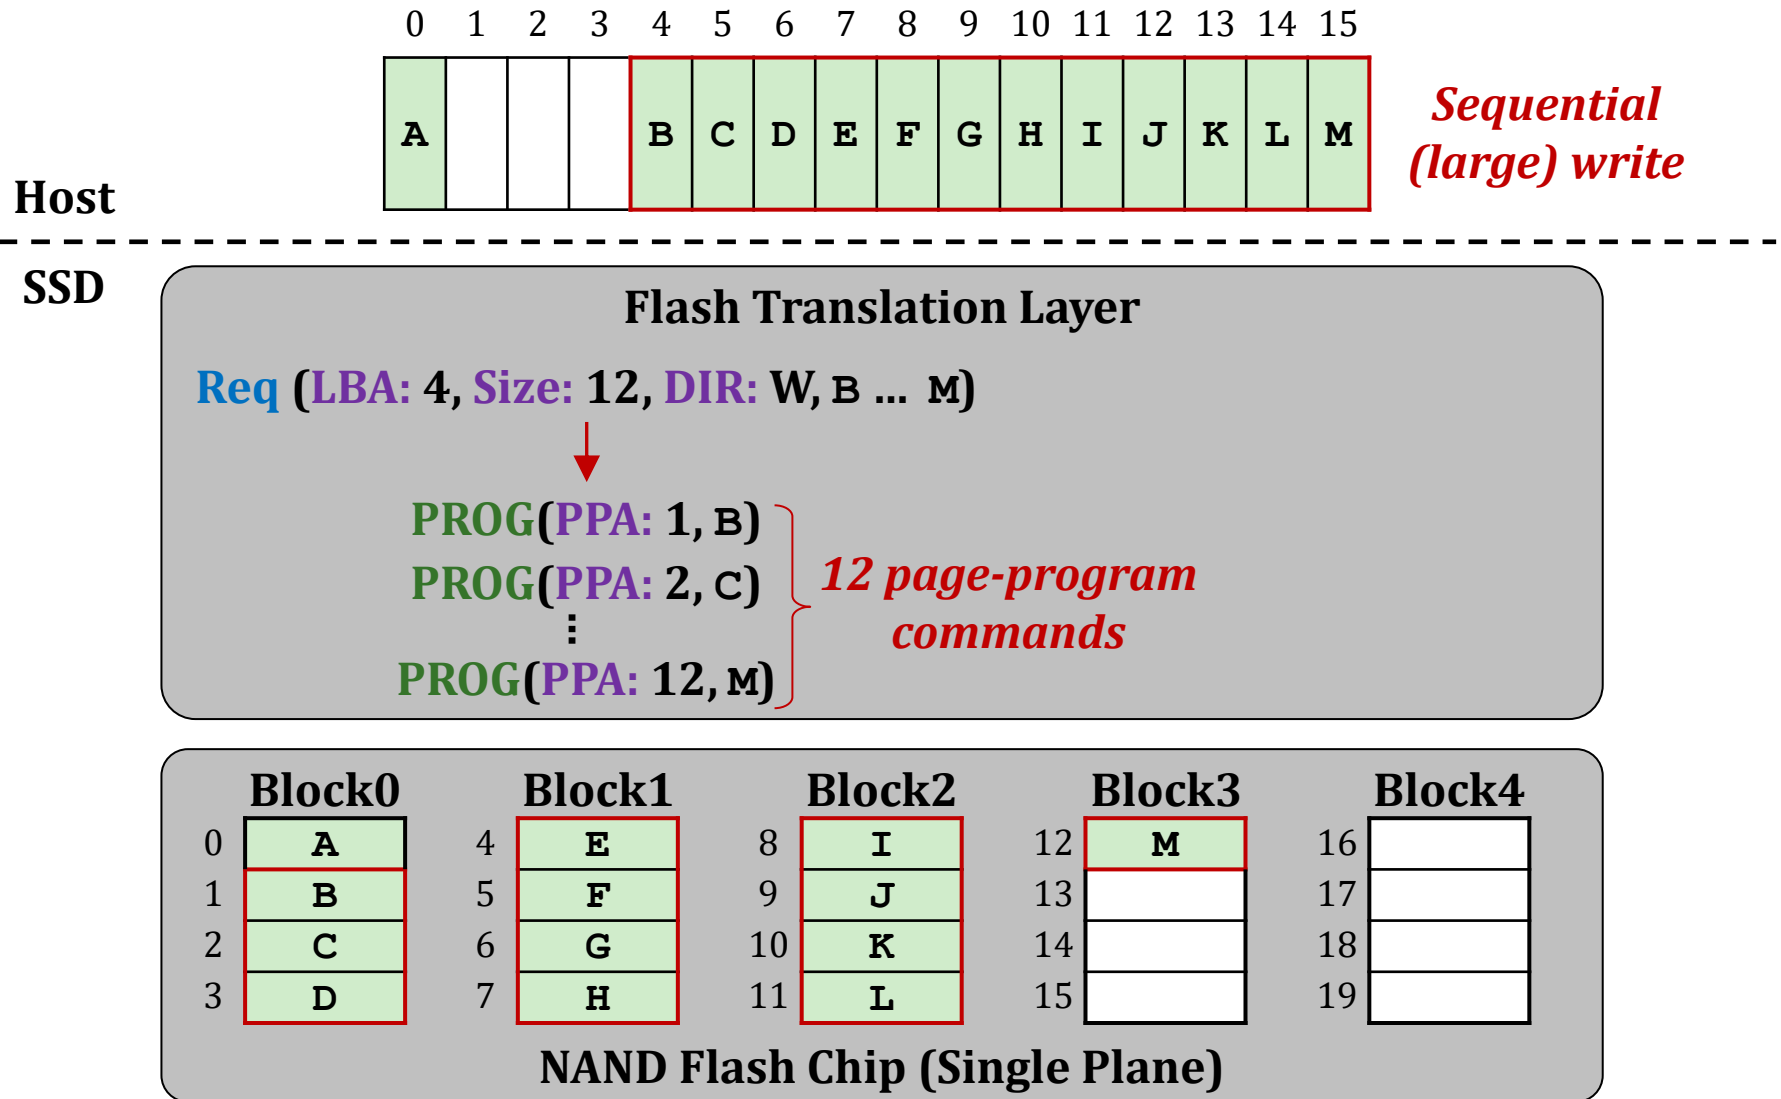 0 1 2 3 4 5 6 7 8 9 10 11 12 13 14 15
A B C D E F G H I J K L M
Sequential
(large) write
Host
SSD
Flash Translation Layer
Req (LBA: 4, Size: 12, DIR: W, B ... M)
PROG(PPA: 1, B)
PROG(PPA: 2, C)
⋮
PROG(PPA: 12, M)
12 page-program
commands
Block0 Block1 Block2 Block3 Block4
0 A 4 E 8 I 12 M 16
1 B 5 F 9 J 13 17
2 C 6 G 10 K 14 18
3 D 7 H 11 L 15 19
NAND Flash Chip (Single Plane)